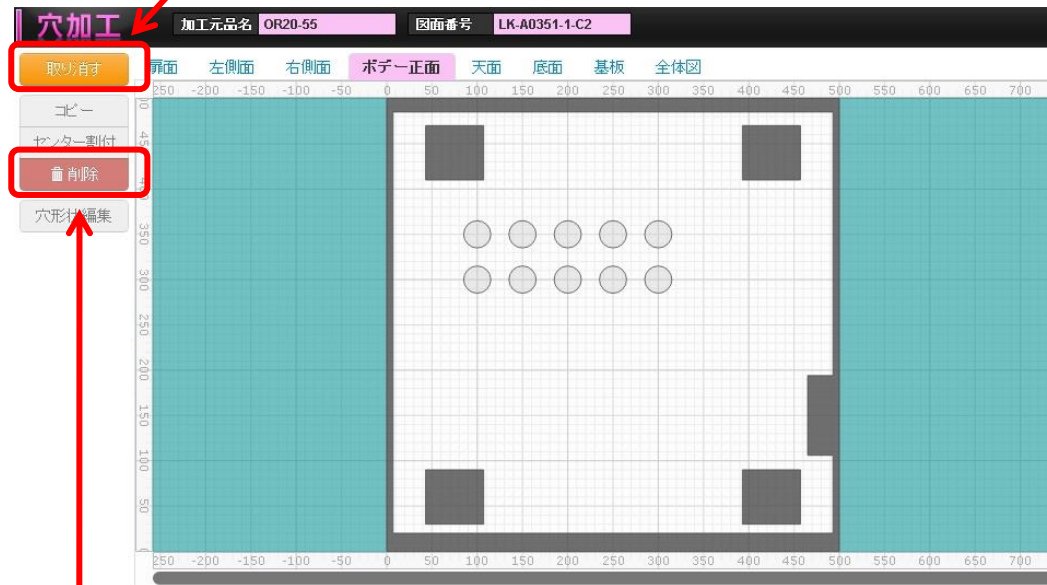 穴加工 加工元品名 OR20-55 図面番号 LK-A0351-1-C2
取り消す 扉面 左側面 右側面 ボデー正面 天面 底面 基板 全体図
250 -200 -150 -100 -50 0 50 100 150 200 250 300 350 400 450 500 550 600 650 700
コピー
センター割付
削除
穴形状編集
350
300
250
200
150
100
50
250 -200 -150 -100 -50 0 50 100 150 200 250 300 350 400 450 500 550 600 650 700